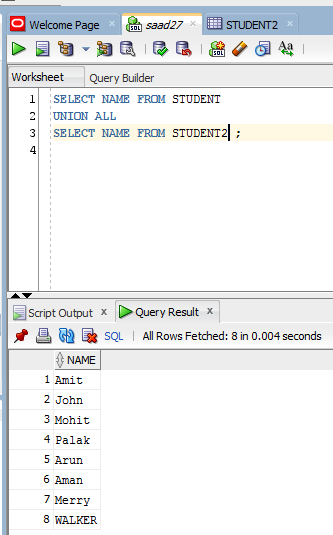 Welcome Page saad27 STUDENT2
SQL
Worksheet Query Builder
1 SELECT NAME FROM STUDENT
2 UNION ALL
3 SELECT NAME FROM STUDENT2 ;
4
Script Output x Query Result x
SQL | All Rows Fetched: 8 in 0.004 seconds
NAME
1 Amit
2 John
3 Mohit
4 Palak
5 Arun
6 Aman
7 Merry
8 WALKER